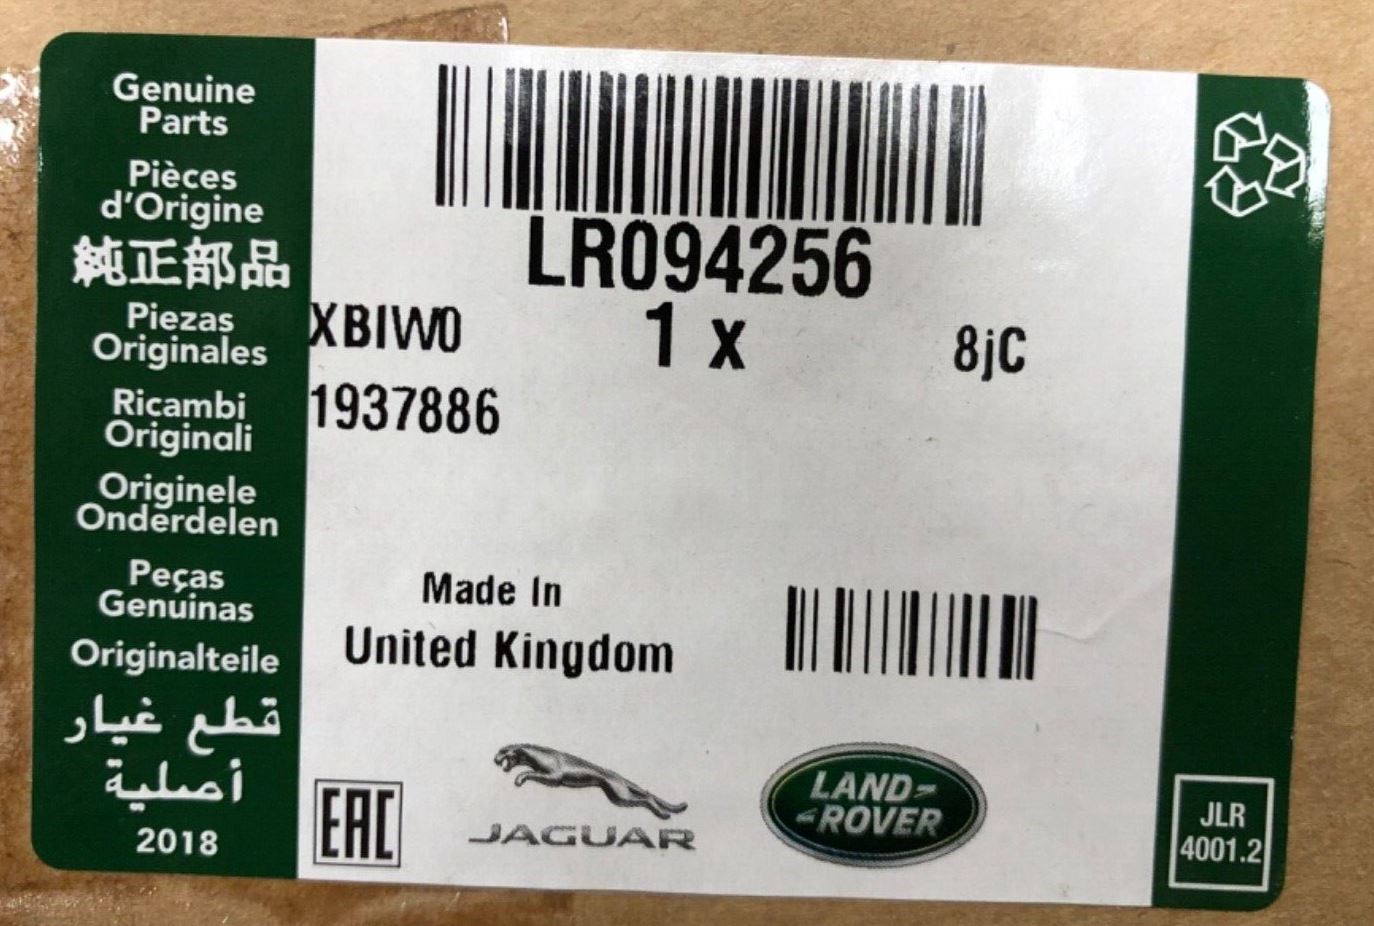 Genuine
Parts
Pièces
d'Origine
純正部品
Piezas
Originales
Ricambi
Originali
Originele
Onderdelen
Peças
Genuinas
Originalteile
قطع غيار
أصلية
2018
LR094256
XBIW0
1 x
8jC
1937886
Made In
United Kingdom
EAC
JAGUAR
LAND-
-ROVER
JLR
4001.2